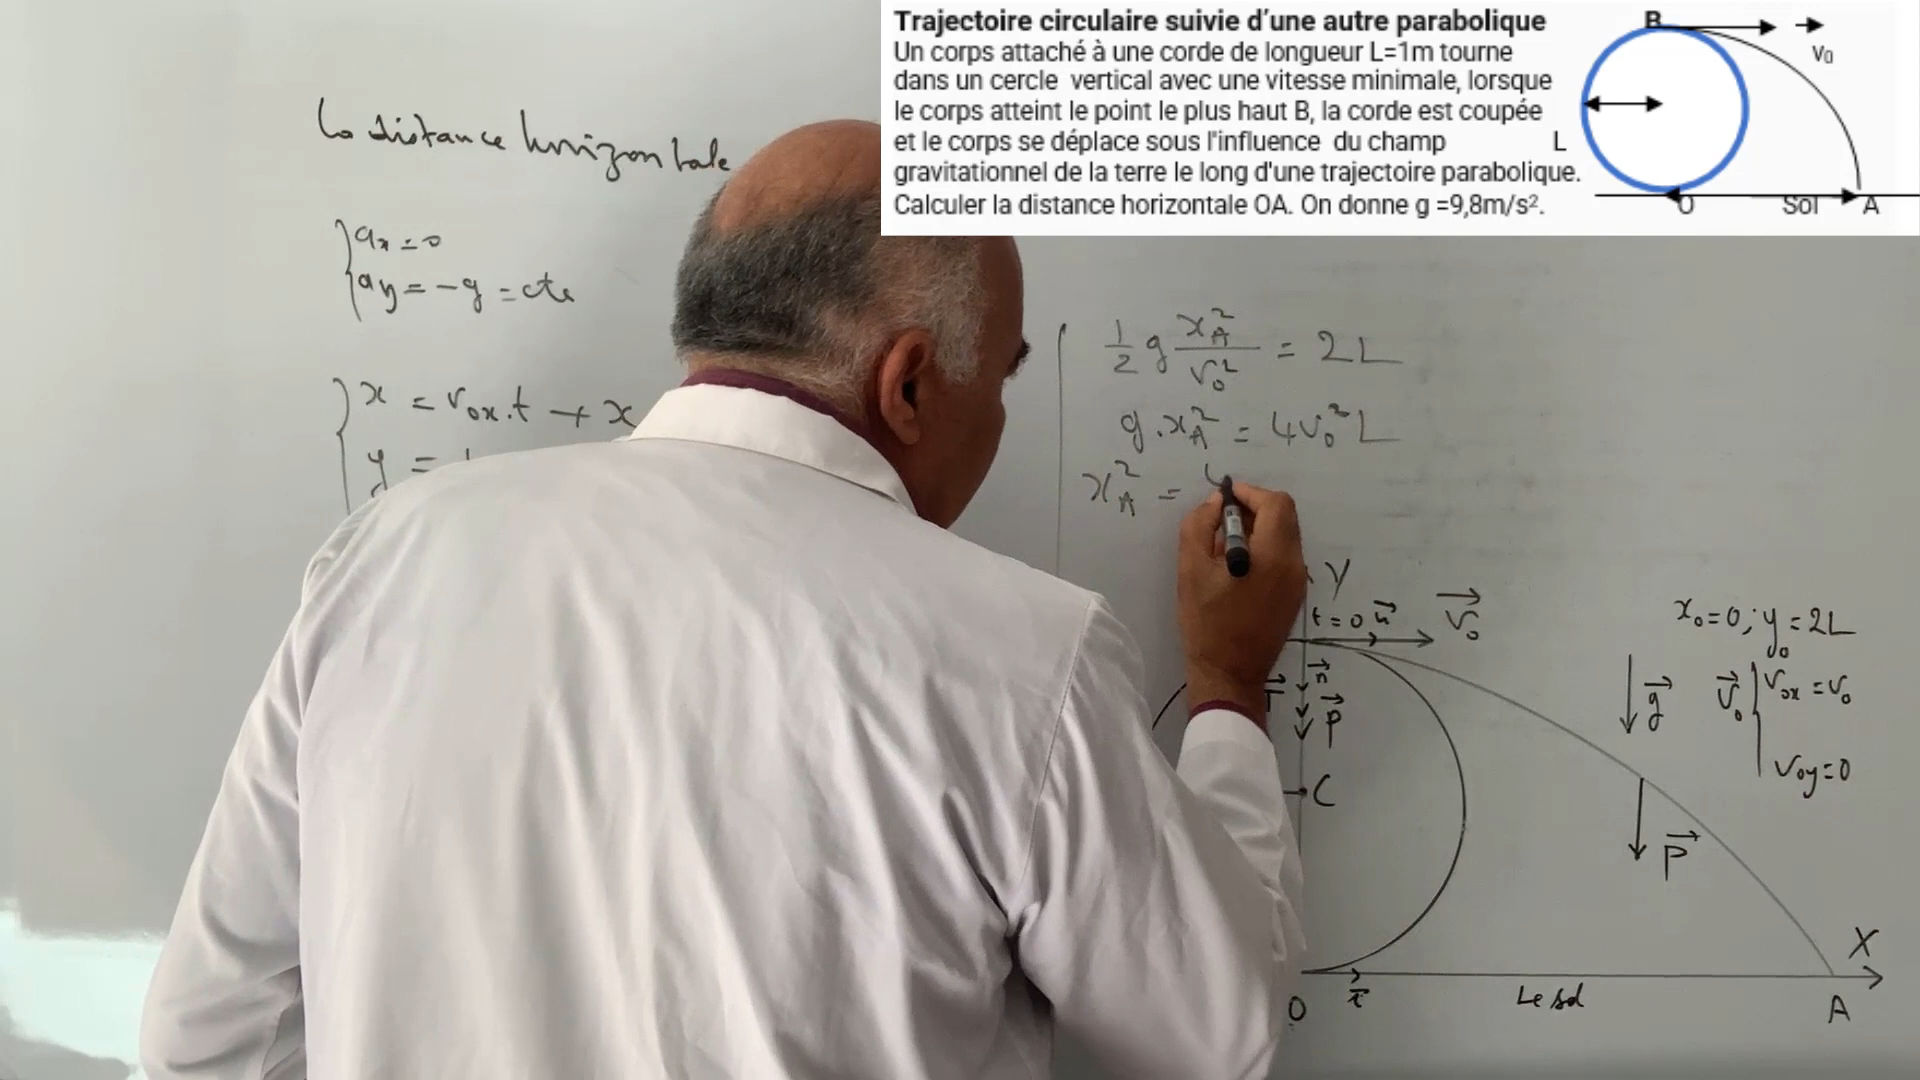 Trajectoire circulaire suivie d'une autre parabolique
Un corps attaché à une corde de longueur L=1m tourne
dans un cercle vertical avec une vitesse minimale, lorsque
le corps atteint le point le plus haut B, la corde est coupée
et le corps se déplace sous l'influence du champ
gravitationnel de la terre le long d'une trajectoire parabolique.
Calculer la distance horizontale OA. On donne g =9,8m/s².
B
V₀
L
O Sol A
La distance horizontale
ax = 0
ay = -g = cte
x = v₀x.t + x
y =
1/2 g x_A²/v₀² = 2L
g.x_A² = 4v₀²L
x_A² =
Y
t=0 u⃗ v₀⃗
n⃗
T⃗ P⃗
C
x₀=0; y₀=2L
g⃗ v₀⃗ v₀x = v₀
v₀y=0
P⃗
X
O Le sol A